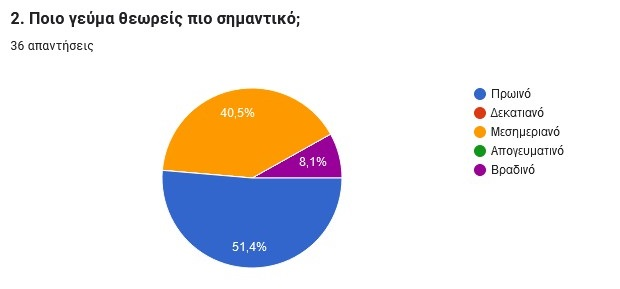 2. Ποιο γεύμα θεωρείς πιο σημαντικό;
36 απαντήσεις
Πρωινό
Δεκατιανό
Μεσημεριανό
Απογευματινό
Βραδινό
40,5%
8,1%
51,4%